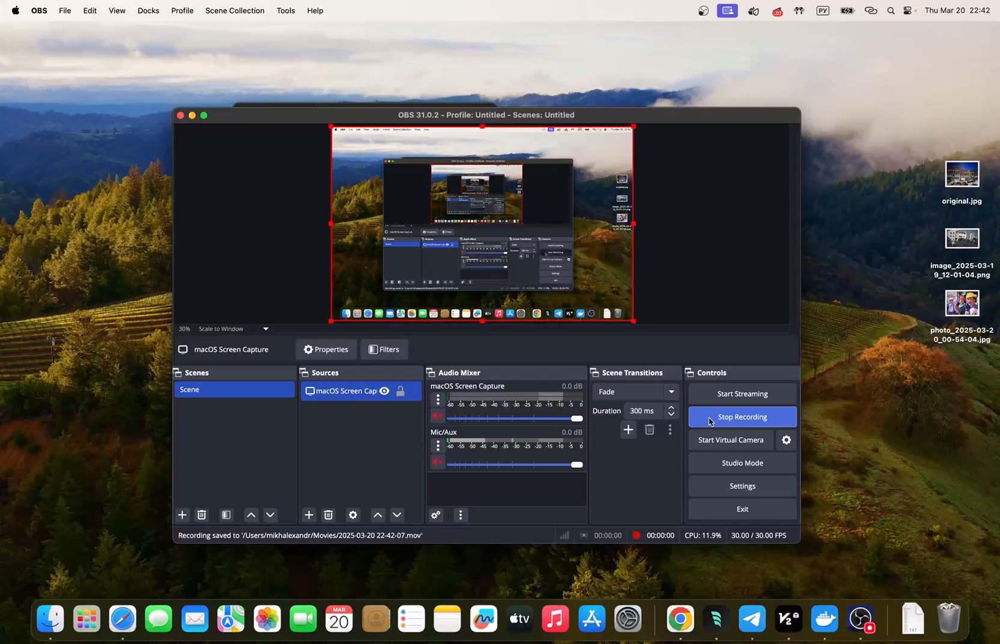 OBS File Edit View Docks Profile Scene Collection Tools Help
.07 РУ Thu Mar 20 22:42
OBS 31.0.2 - Profile: Untitled - Scenes: Untitled
original.jpg
image_2025-03-1
9_12-01-04.png
photo_2025-03-2
0_00-54-04.jpg
30% Scale to Window
macOS Screen Capture Properties Filters
Scenes
Scene
Sources
macOS Screen Cap
Audio Mixer
macOS Screen Capture 0.0 dB
-60 -55 -50 -45 -40 -35 -30 -25 -20 -15 -10 -5 0
Mic/Aux 0.0 dB
-60 -55 -50 -45 -40 -35 -30 -25 -20 -15 -10 -5 0
Scene Transitions
Fade
Duration 300 ms
Controls
Start Streaming
Stop Recording
Start Virtual Camera
Studio Mode
Settings
Exit
Recording saved to '/Users/mikhalexandr/Movies/2025-03-20 22-42-07.mov' 00:00:00 00:00:00 CPU: 11.9% 30.00 / 30.00 FPS
MAR
20
tv
TXT